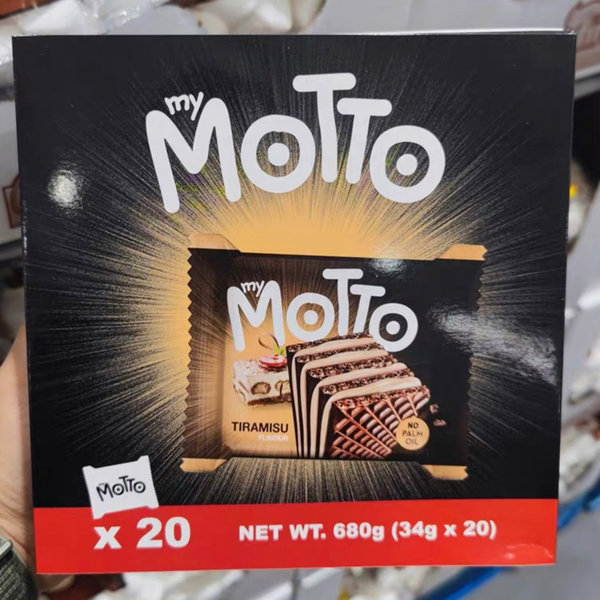 my
MOTTO
my
MOTTO
TIRAMISU
FLAVOUR
NO
PALM
OIL
MOTTO
x 20
NET WT. 680g (34g x 20)